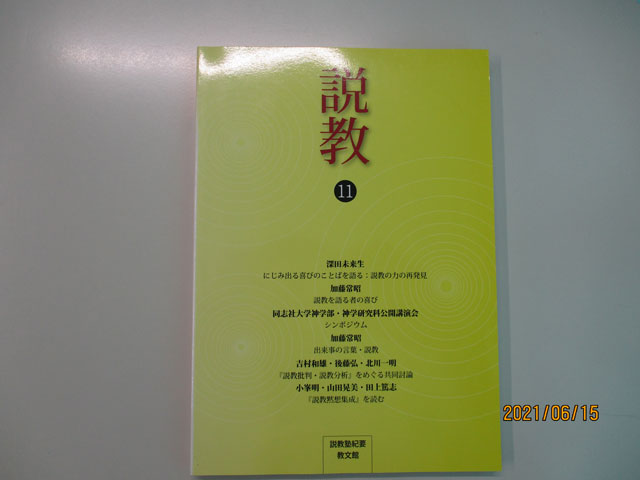 説教
11
深田未来生
にじみ出る喜びのことばを語る：説教の力の再発見
加藤常昭
説教を語る者の喜び
同志社大学神学部・神学研究科公開講演会
シンポジウム
加藤常昭
出来事の言葉・説教
吉村和雄・後藤弘・北川一明
『説教批判・説教分析』をめぐる共同討論
小峯明・山田晃美・田上篤志
『説教黙想集成』を読む
説教塾紀要
教文館
2021/06/15